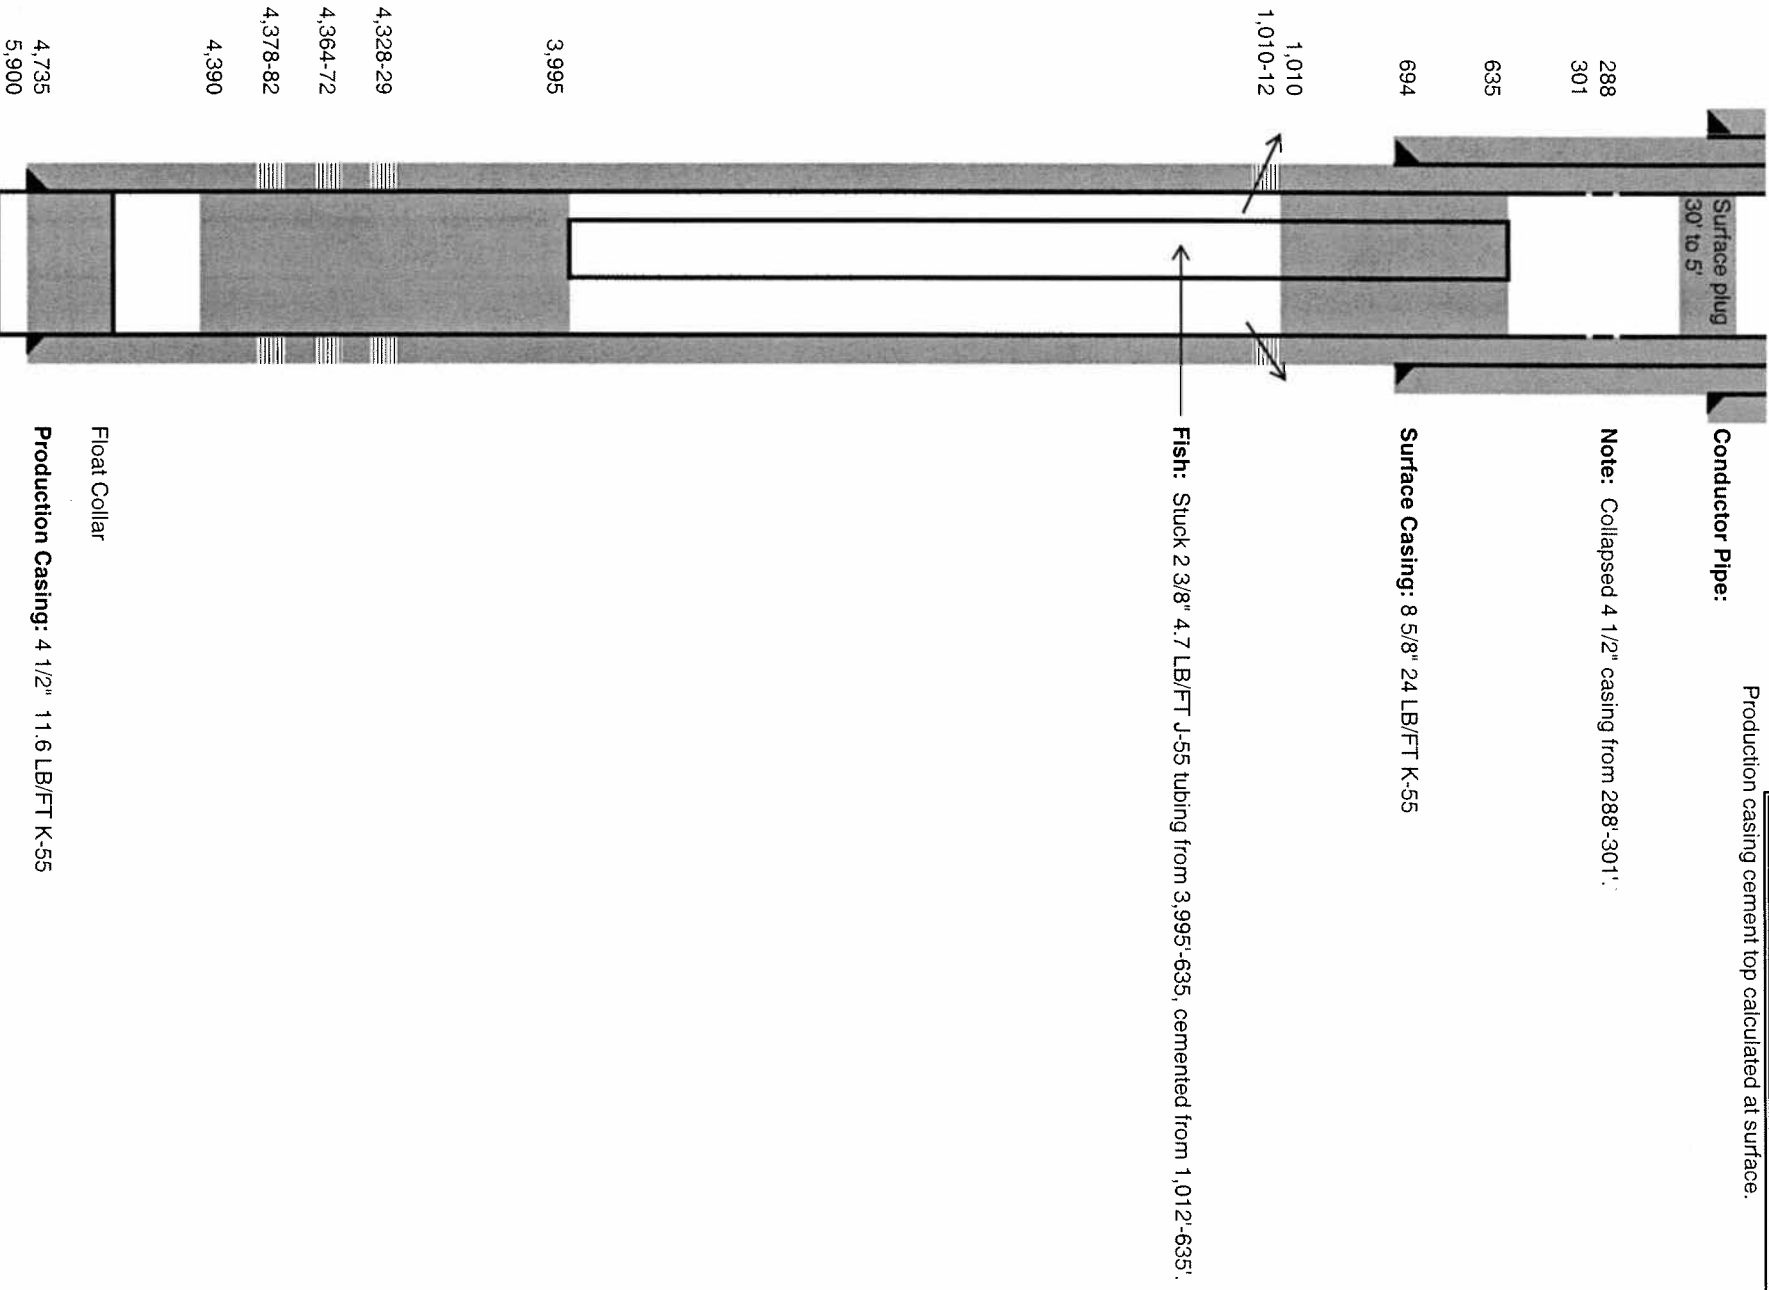 Production casing cement top calculated at surface.
Conductor Pipe:
Surface plug
30' to 5'
288
301
Note: Collapsed 4 1/2" casing from 288'-301'.
635
694
Surface Casing: 8 5/8" 24 LB/FT K-55
1,010
1,010-12
Fish: Stuck 2 3/8" 4.7 LB/FT J-55 tubing from 3,995'-635, cemented from 1,012'-635'.
3,995
4,328-29
4,364-72
4,378-82
4,390
Float Collar
4,735
5,900
Production Casing: 4 1/2" 11.6 LB/FT K-55